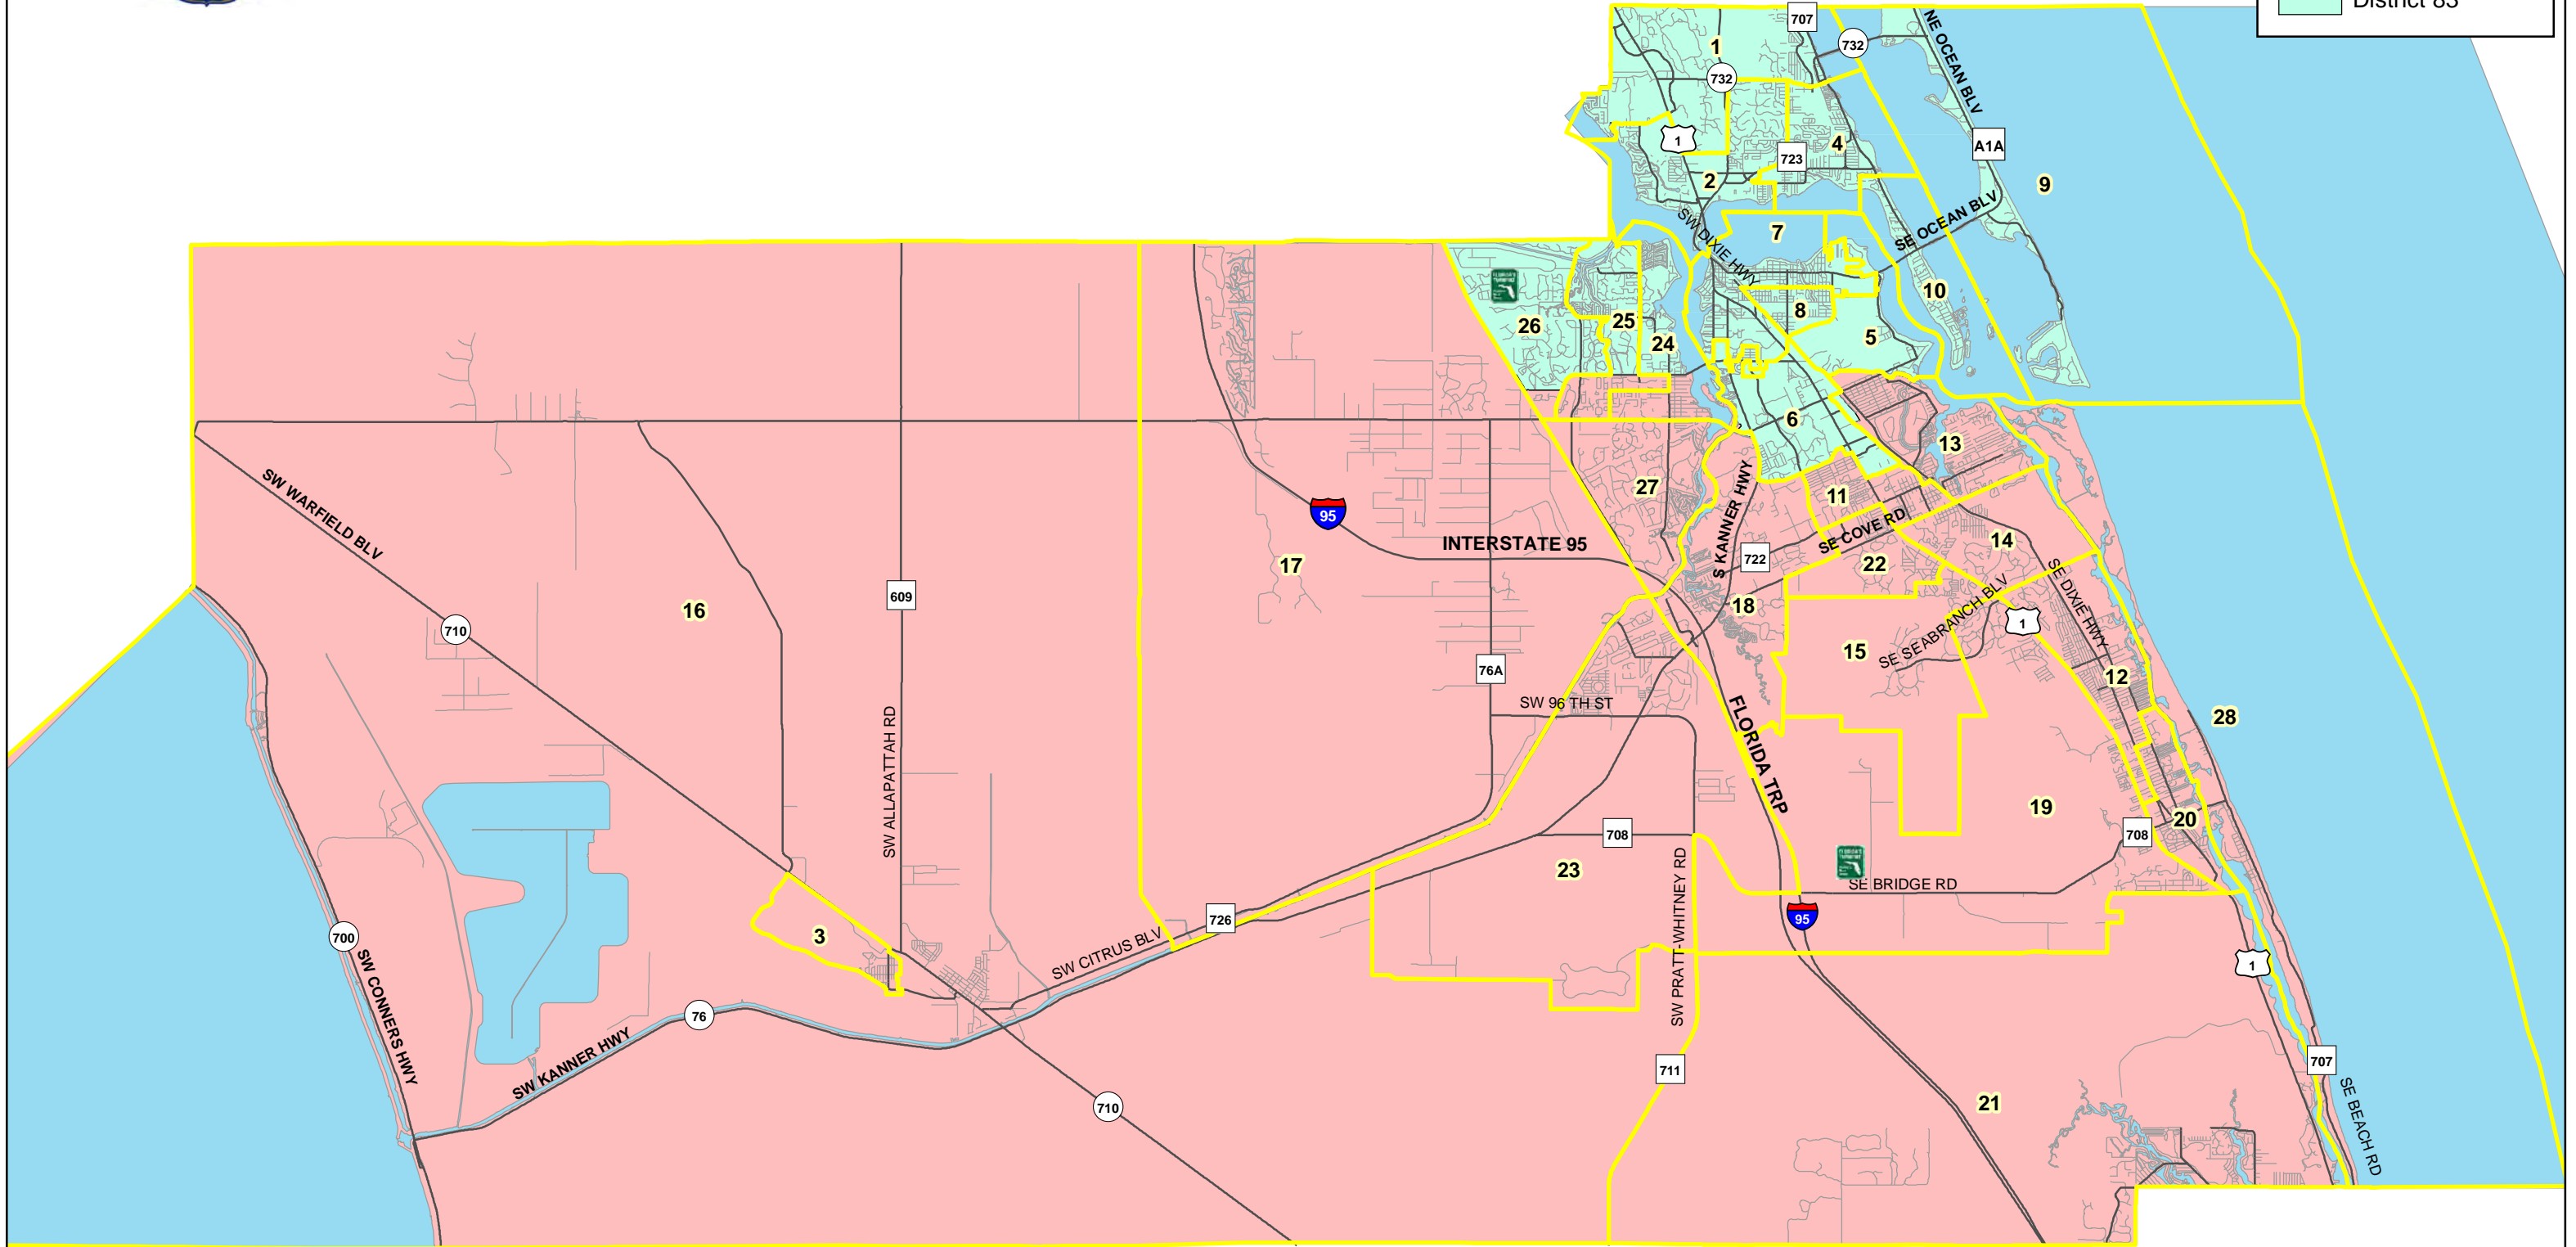 District 83
707
732
1
732
NE OCEAN BLV
1
723
4
A1A
2
9
SW DIXIE HWY
7
SE OCEAN BLV
10
8
26
25
24
5
6
13
SW WARFIELD BLV
27
11
S KANNER HWY
95
INTERSTATE 95
SE COVE RD
722
14
17
22
SE DIXIE HWY
609
16
18
SE SEABRANCH BLV
1
710
15
76A
12
SW 96 TH ST
28
FLORIDA TRP
SW ALLAPATTAH RD
19
20
708
708
23
SW PRATT-WHITNEY RD
SE BRIDGE RD
726
95
3
700
SW CITRUS BLV
SW CONNERS HWY
1
76
SW KANNER HWY
711
707
710
21
SE BEACH RD